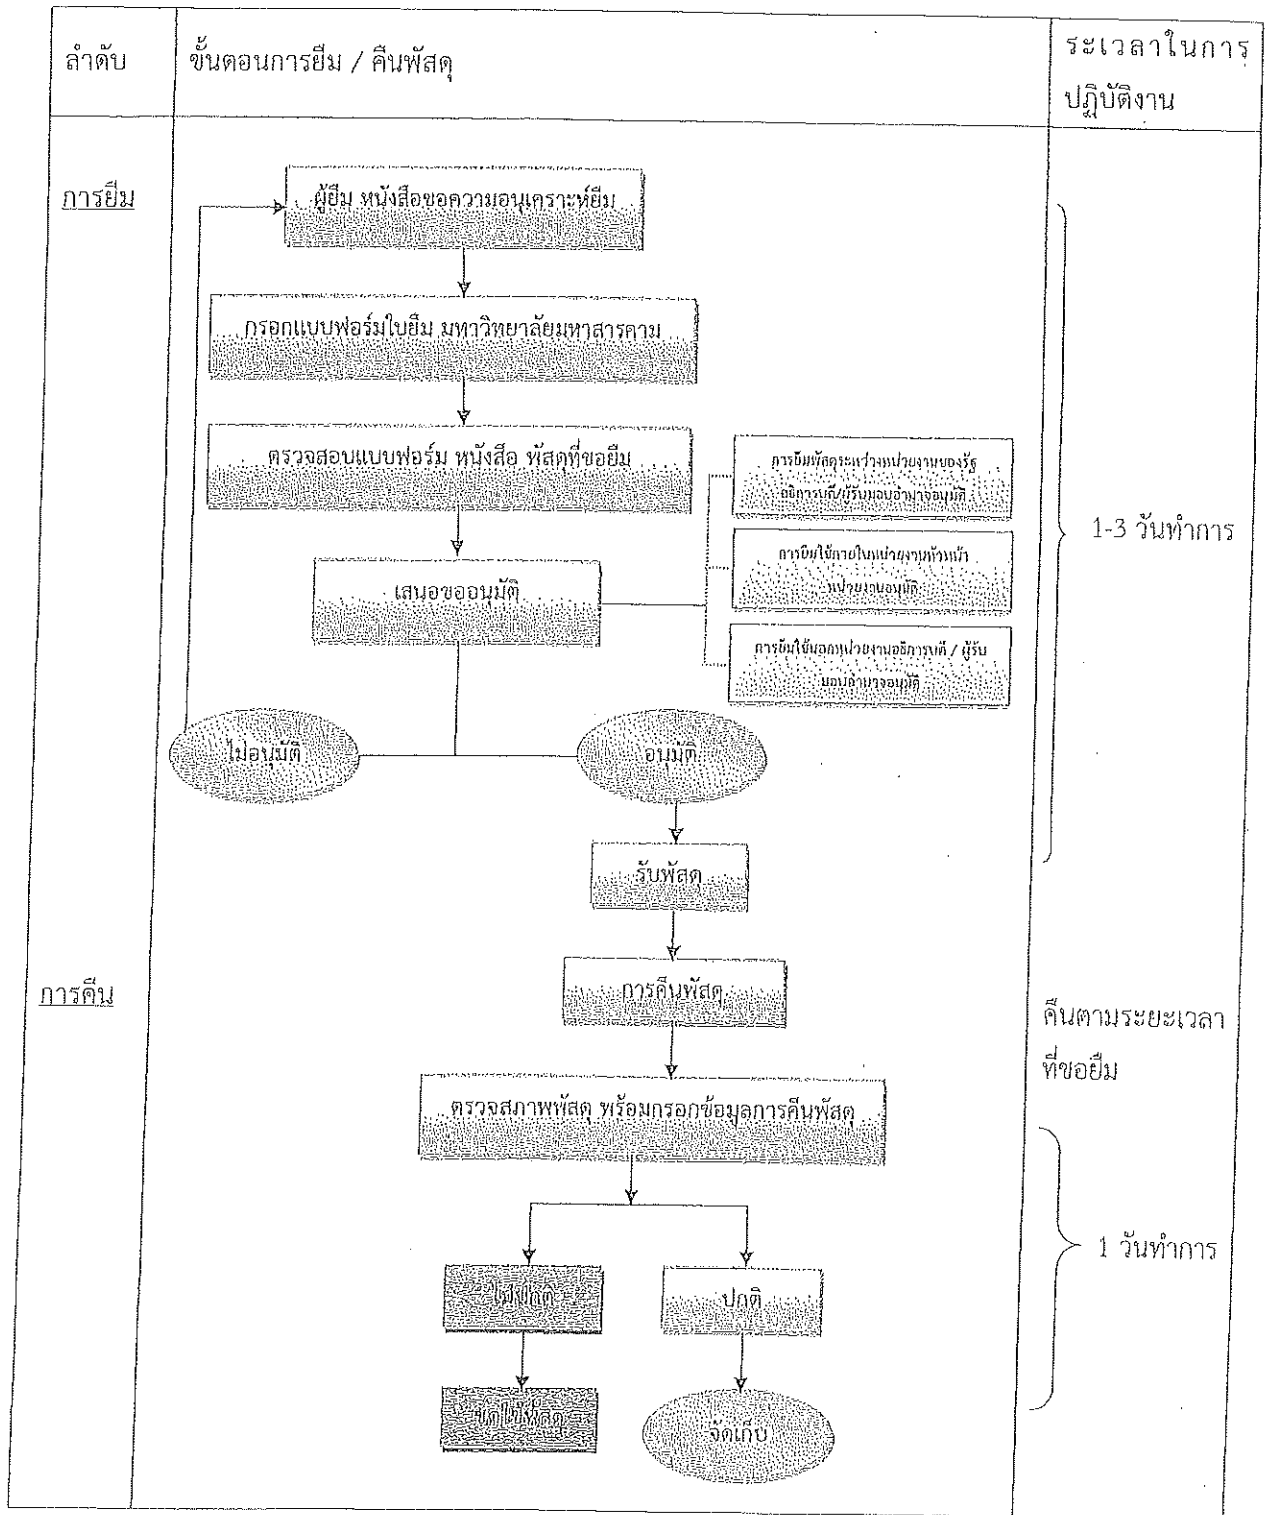 ลำดับ
ขั้นตอนการยืม / คืนพัสดุ
ระเวลาในการ
ปฏิบัติงาน
การยืม
ผู้ยืม หนังสือขอความอนุเคราะห์ยืม
กรอกแบบฟอร์มใบยืม มหาวิทยาลัยมหาสารคาม
ตรวจสอบแบบฟอร์ม หนังสือ พัสดุที่ขอยืม
การยืมพัสดุระหว่างหน่วยงานของรัฐ
อธิการบดี/ผู้รับมอบอำนาจอนุมัติ
1-3 วันทำการ
การยืมใช้ภายในหน่วยงานหัวหน้า
หน่วยงานอนุมัติ
เสนอขออนุมัติ
การยืมใช้นอกหน่วยงานอธิการบดี / ผู้รับ
มอบอำนาจอนุมัติ
ไม่อนุมัติ
อนุมัติ
รับพัสดุ
การคืน
การคืนพัสดุ
คืนตามระยะเวลา
ที่ขอยืม
ตรวจสภาพพัสดุ พร้อมกรอกข้อมูลการคืนพัสดุ
1 วันทำการ
ไม่ปกติ
ปกติ
ชดใช้พัสดุ
จัดเก็บ